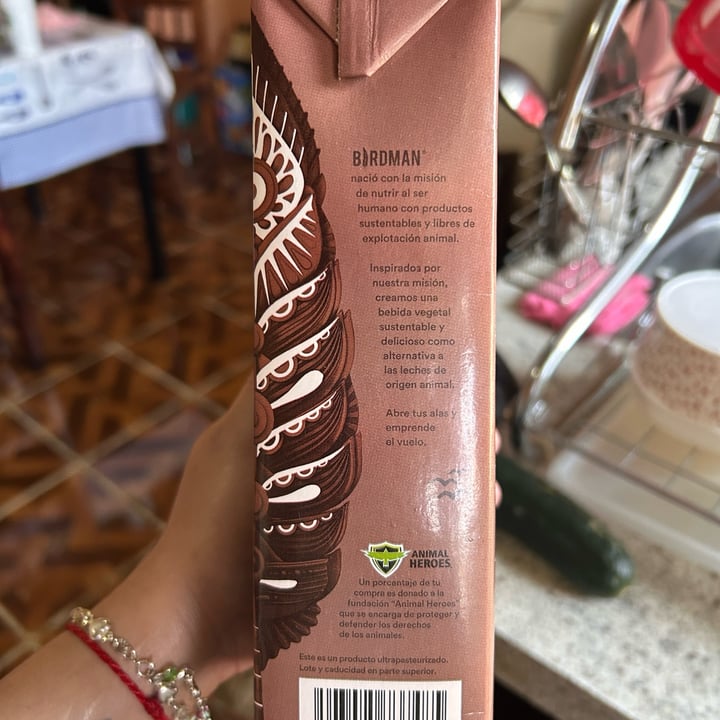 BIRDMAN®
nació con la misión
de nutrir al ser
humano con productos
sustentables y libres de
explotación animal.
Inspirados por
nuestra misión,
creamos una
bebida vegetal
sustentable y
delicioso como
alternativa a
las leches de
origen animal.
Abre tus alas y
emprende
el vuelo.
ANIMAL
HEROES
Un porcentaje de tu
compra es donado a la
fundación "Animal Heroes"
que se encarga de proteger y
defender los derechos
de los animales.
Este es un producto ultrapasteurizado.
Lote y caducidad en parte superior.